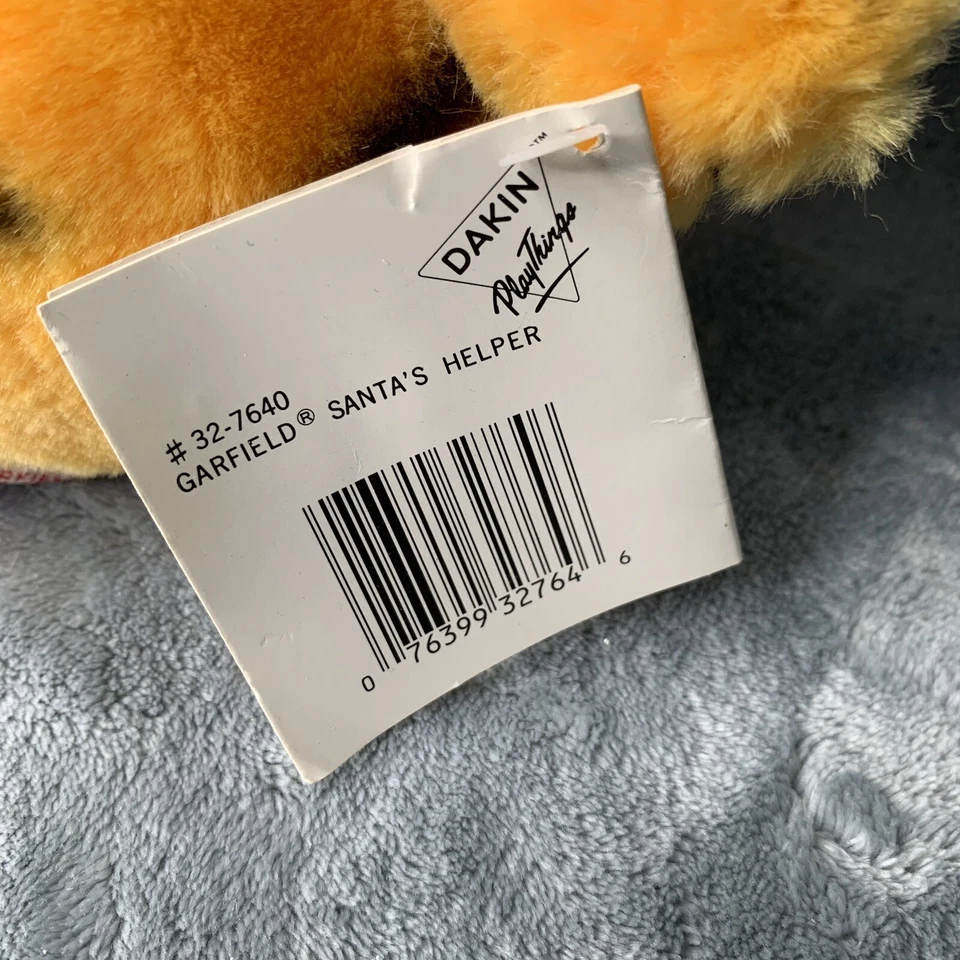 TM
DAKIN
PlayThings
# 32-7640
GARFIELD® SANTA'S HELPER
0 76399 32764 6